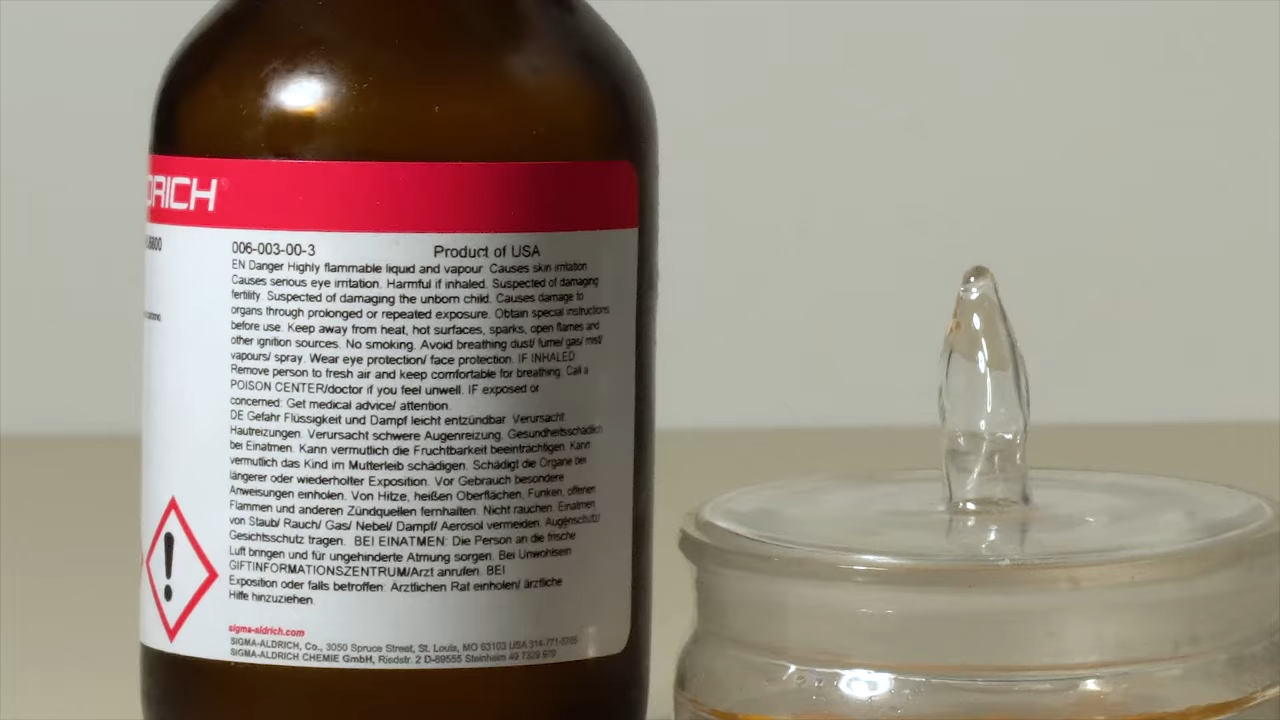 DRICH
006-003-00-3 Product of USA
EN Danger Highly flammable liquid and vapour. Causes skin irritation.
Causes serious eye irritation. Harmful if inhaled. Suspected of damaging
fertility. Suspected of damaging the unborn child. Causes damage to
organs through prolonged or repeated exposure. Obtain special instructions
before use. Keep away from heat, hot surfaces, sparks, open flames and
other ignition sources. No smoking. Avoid breathing dust/ fume/ gas/ mist/
vapours/ spray. Wear eye protection/ face protection. IF INHALED:
Remove person to fresh air and keep comfortable for breathing. Call a
POISON CENTER/doctor if you feel unwell. IF exposed or
concerned: Get medical advice/ attention.
DE Gefahr Flüssigkeit und Dampf leicht entzündbar. Verursacht
Hautreizungen. Verursacht schwere Augenreizung. Gesundheitsschädlich
bei Einatmen. Kann vermutlich die Fruchtbarkeit beeinträchtigen. Kann
vermutlich das Kind im Mutterleib schädigen. Schädigt die Organe bei
längerer oder wiederholter Exposition. Vor Gebrauch besondere
Anweisungen einholen. Von Hitze, heißen Oberflächen, Funken, offenen
Flammen und anderen Zündquellen fernhalten. Nicht rauchen. Einatmen
von Staub/ Rauch/ Gas/ Nebel/ Dampf/ Aerosol vermeiden. Augenschutz/
Gesichtsschutz tragen. BEI EINATMEN: Die Person an die frische
Luft bringen und für ungehinderte Atmung sorgen. Bei Unwohlsein
GIFTINFORMATIONSZENTRUM/Arzt anrufen. BEI
Exposition oder falls betroffen: Ärztlichen Rat einholen/ ärztliche
Hilfe hinzuziehen.
sigma-aldrich.com
SIGMA-ALDRICH, Co., 3050 Spruce Street, St. Louis, MO 63103 USA 314-771-5765
SIGMA-ALDRICH CHEMIE GmbH, Riedstr. 2 D-89555 Steinheim 49 7329 970